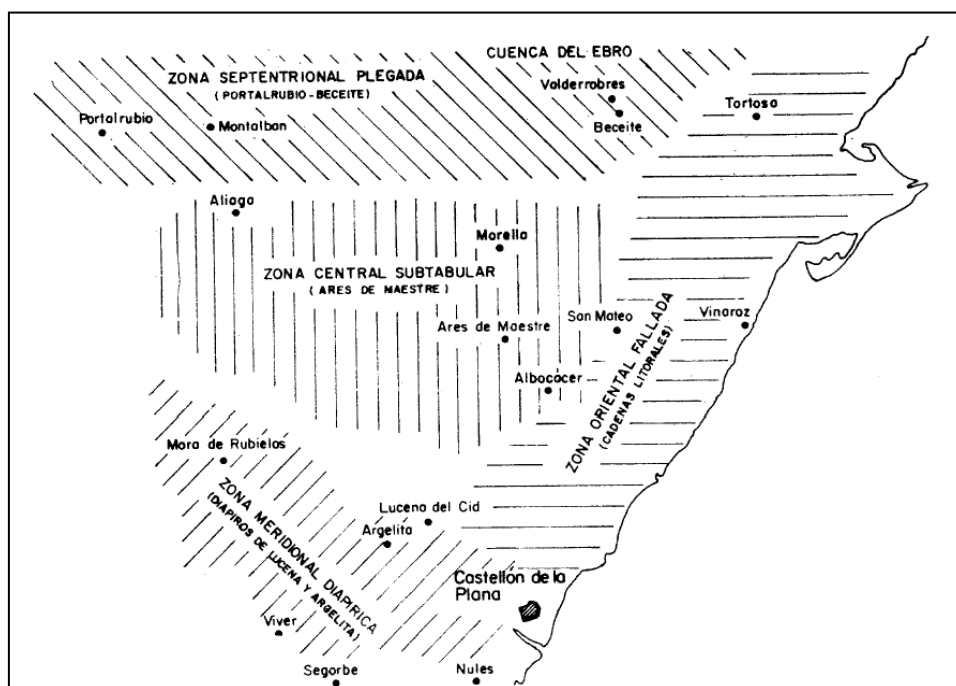 CUENCA DEL EBRO
ZONA SEPTENTRIONAL PLEGADA
(PORTALRUBIO-BECEITE)
Valderrobres
Tortosa
Portalrubio
Montalban
Beceite
Aliaga
Morella
ZONA CENTRAL SUBTABULAR
(ARES DE MAESTRE)
San Mateo
Vinaroz
Ares de Maestre
Albocácer
ZONA ORIENTAL FALLADA
(CADENAS LITORALES)
Mora de Rubielos
ZONA MERIDIONAL DIAPIRICA
(DIAPIROS DE LUCENA Y ARGELITA)
Lucena del Cid
Argelita
Castellón de la
Plana
Viver
Segorbe
Nules